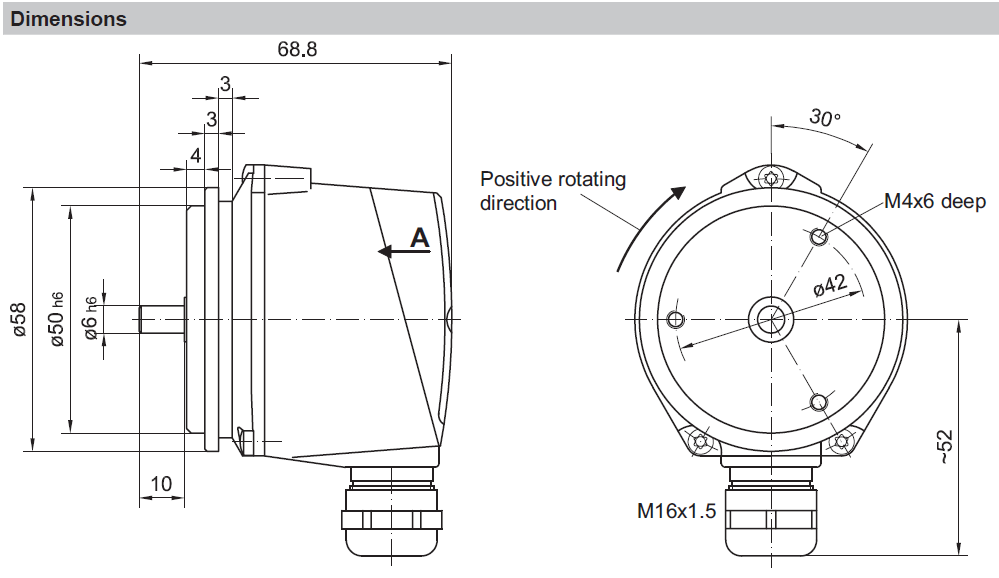 Dimensions
68.8
3
3
4
ø58
ø50 h6
ø6 h6
10
A
Positive rotating
direction
30°
M4x6 deep
ø42
~52
M16x1.5